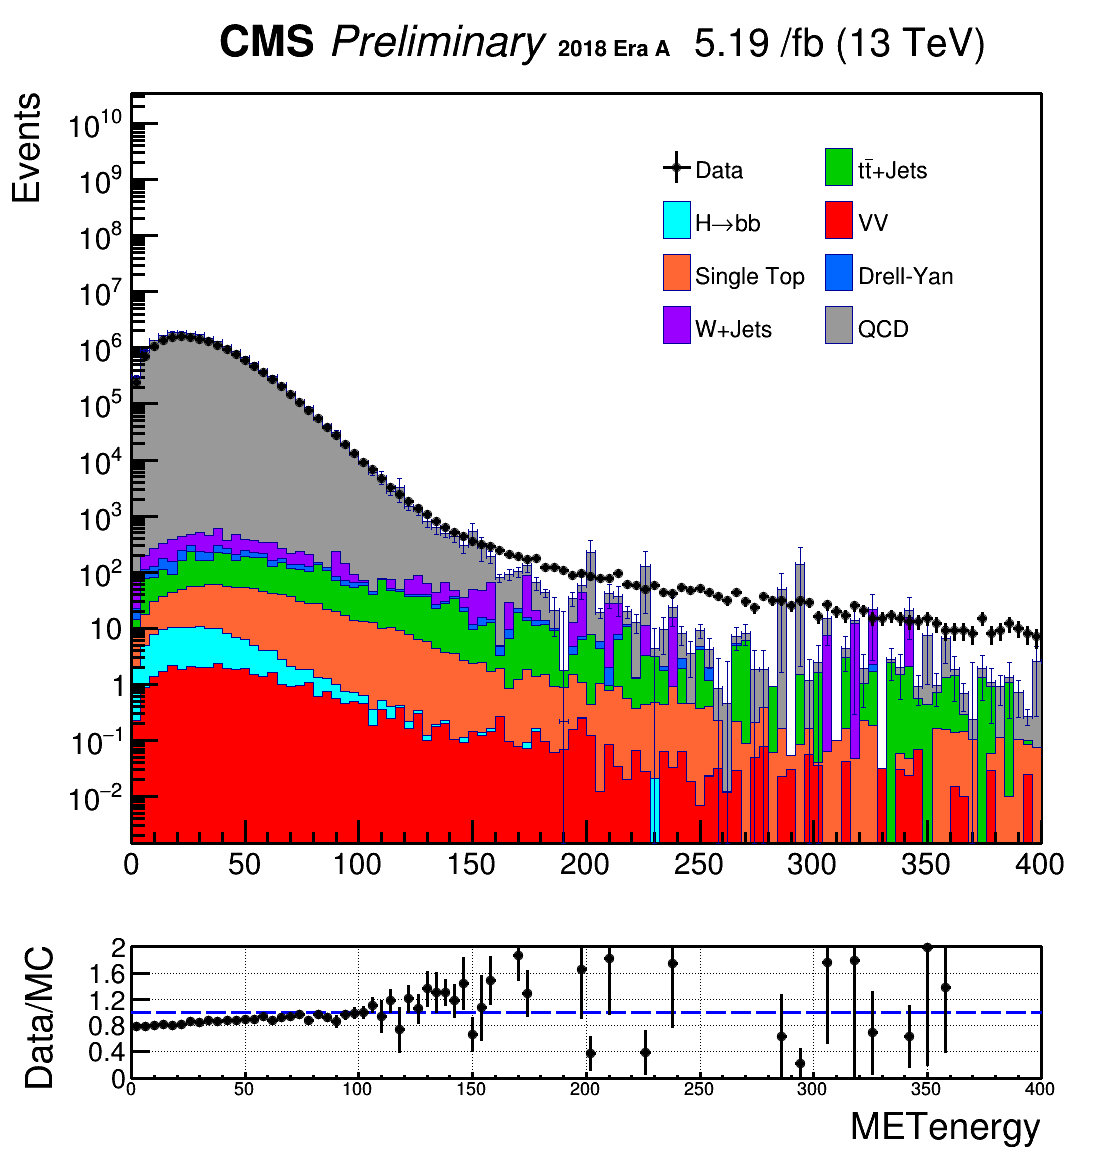 CMS Preliminary 2018 Era A 5.19 /fb (13 TeV)
Events
10^10
10^9
10^8
10^7
10^6
10^5
10^4
10^3
10^2
10
1
10^−1
10^−2
Data
tt̄+Jets
H→bb
VV
Single Top
Drell-Yan
W+Jets
QCD
0 50 100 150 200 250 300 350 400
Data/MC
2
1.6
1.2
0.8
0.4
0
0 50 100 150 200 250 300 350 400
METenergy